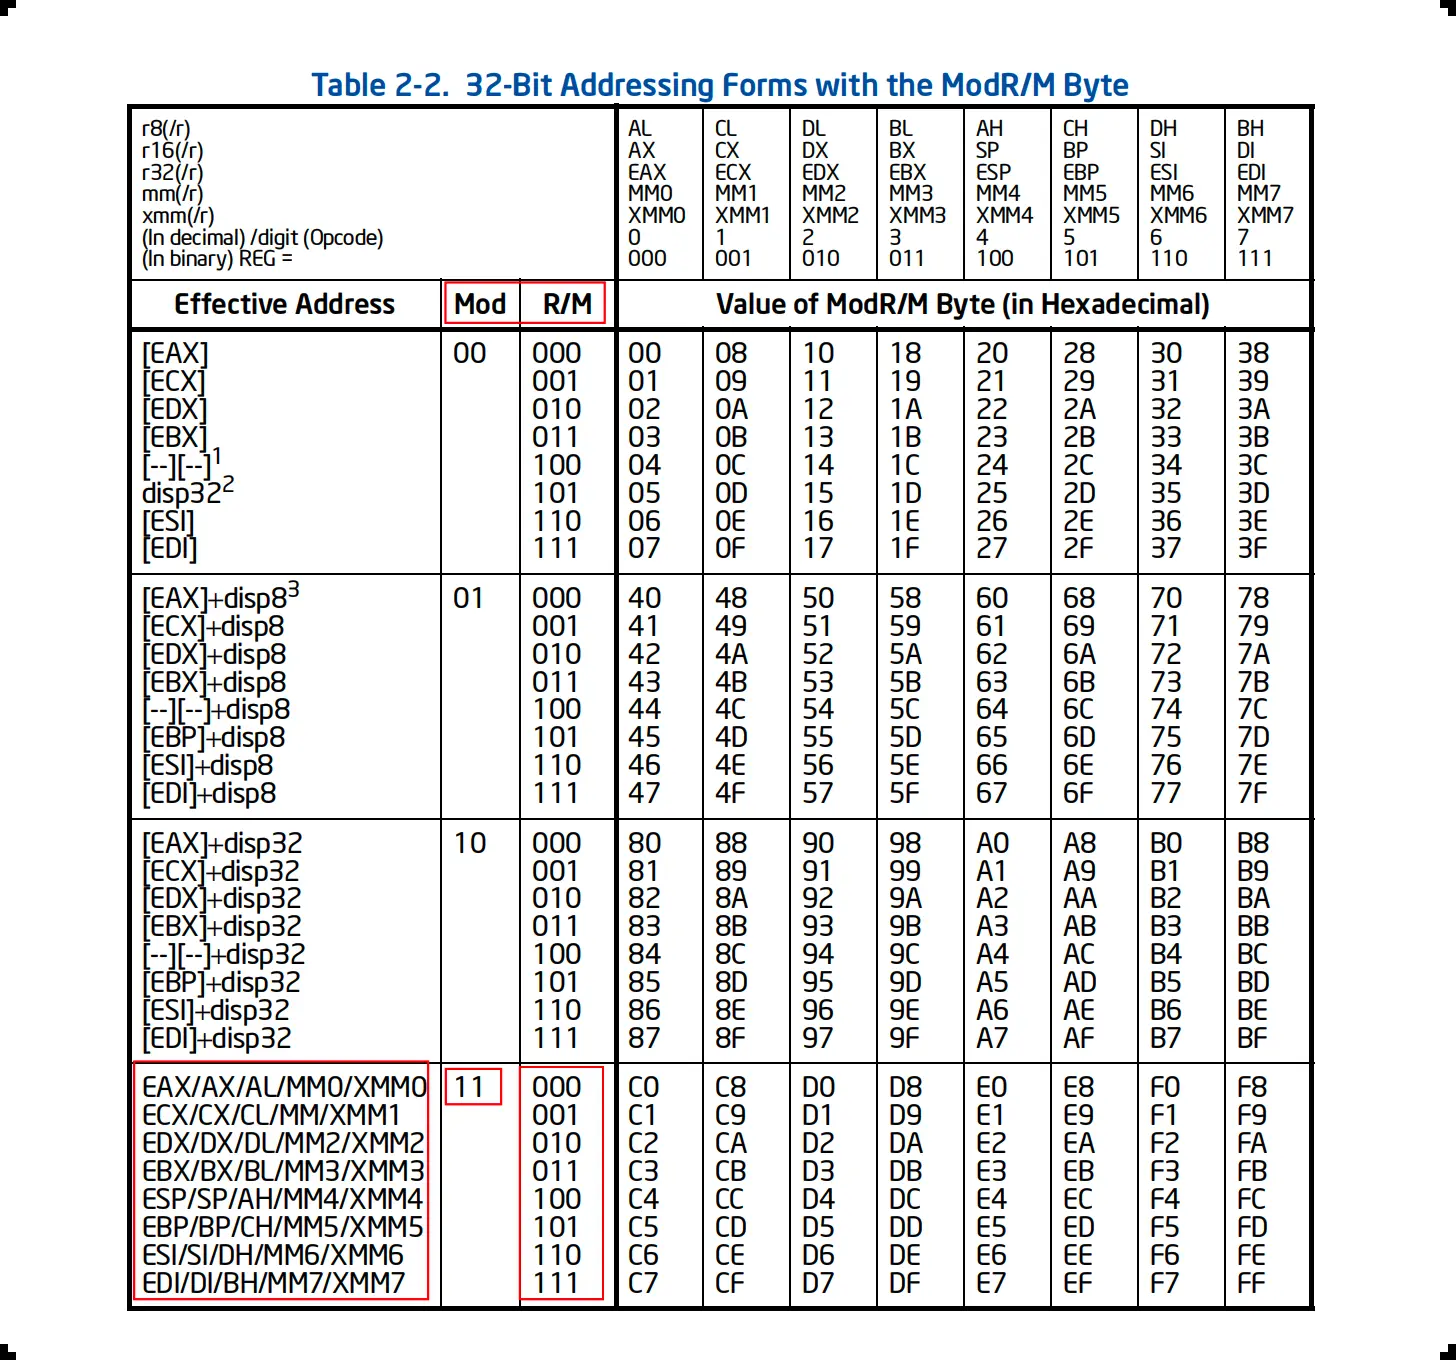 Table 2-2. 32-Bit Addressing Forms with the ModR/M Byte
r8(/r) AL CL DL BL AH CH DH BH
r16(/r) AX CX DX BX SP BP SI DI
r32(/r) EAX ECX EDX EBX ESP EBP ESI EDI
mm(/r) MM0 MM1 MM2 MM3 MM4 MM5 MM6 MM7
xmm(/r) XMM0 XMM1 XMM2 XMM3 XMM4 XMM5 XMM6 XMM7
(In decimal) /digit (Opcode) 0 1 2 3 4 5 6 7
(In binary) REG = 000 001 010 011 100 101 110 111
Effective Address Mod R/M Value of ModR/M Byte (in Hexadecimal)
[EAX] 00 000 00 08 10 18 20 28 30 38
[ECX] 001 01 09 11 19 21 29 31 39
[EDX] 010 02 0A 12 1A 22 2A 32 3A
[EBX] 011 03 0B 13 1B 23 2B 33 3B
[--][--]1 100 04 0C 14 1C 24 2C 34 3C
disp322 101 05 0D 15 1D 25 2D 35 3D
[ESI] 110 06 0E 16 1E 26 2E 36 3E
[EDI] 111 07 0F 17 1F 27 2F 37 3F
[EAX]+disp83 01 000 40 48 50 58 60 68 70 78
[ECX]+disp8 001 41 49 51 59 61 69 71 79
[EDX]+disp8 010 42 4A 52 5A 62 6A 72 7A
[EBX]+disp8 011 43 4B 53 5B 63 6B 73 7B
[--][--]+disp8 100 44 4C 54 5C 64 6C 74 7C
[EBP]+disp8 101 45 4D 55 5D 65 6D 75 7D
[ESI]+disp8 110 46 4E 56 5E 66 6E 76 7E
[EDI]+disp8 111 47 4F 57 5F 67 6F 77 7F
[EAX]+disp32 10 000 80 88 90 98 A0 A8 B0 B8
[ECX]+disp32 001 81 89 91 99 A1 A9 B1 B9
[EDX]+disp32 010 82 8A 92 9A A2 AA B2 BA
[EBX]+disp32 011 83 8B 93 9B A3 AB B3 BB
[--][--]+disp32 100 84 8C 94 9C A4 AC B4 BC
[EBP]+disp32 101 85 8D 95 9D A5 AD B5 BD
[ESI]+disp32 110 86 8E 96 9E A6 AE B6 BE
[EDI]+disp32 111 87 8F 97 9F A7 AF B7 BF
EAX/AX/AL/MM0/XMM0 11 000 C0 C8 D0 D8 E0 E8 F0 F8
ECX/CX/CL/MM/XMM1 001 C1 C9 D1 D9 E1 E9 F1 F9
EDX/DX/DL/MM2/XMM2 010 C2 CA D2 DA E2 EA F2 FA
EBX/BX/BL/MM3/XMM3 011 C3 CB D3 DB E3 EB F3 FB
ESP/SP/AH/MM4/XMM4 100 C4 CC D4 DC E4 EC F4 FC
EBP/BP/CH/MM5/XMM5 101 C5 CD D5 DD E5 ED F5 FD
ESI/SI/DH/MM6/XMM6 110 C6 CE D6 DE E6 EE F6 FE
EDI/DI/BH/MM7/XMM7 111 C7 CF D7 DF E7 EF F7 FF